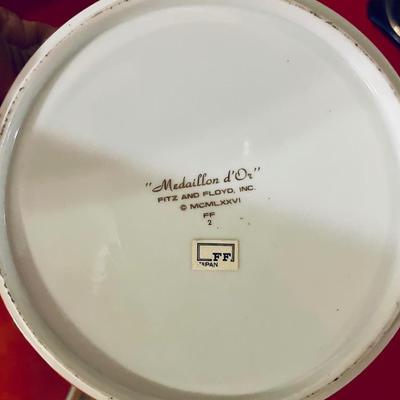 "Medaillon d'Or"
FITZ AND FLOYD, INC.
© MCMLXXVI
FF
2
FF
JAPAN